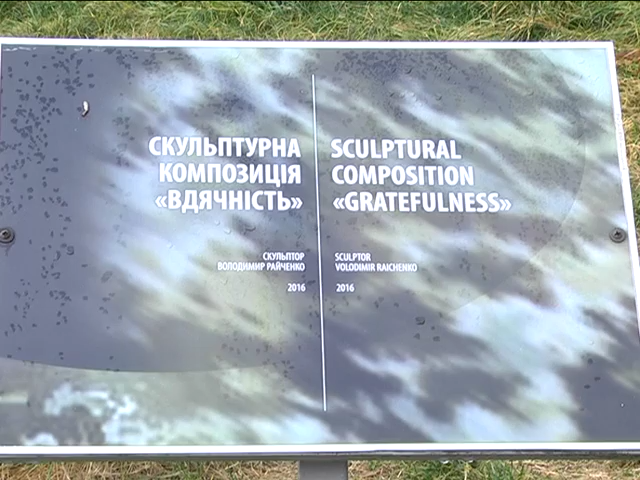 СКУЛЬПТУРНА
КОМПОЗИЦІЯ
«ВДЯЧНІСТЬ»
СКУЛЬПТОР
ВОЛОДИМИР РАЙЧЕНКО
2016
SCULPTURAL
COMPOSITION
«GRATEFULNESS»
SCULPTOR
VOLODIMIR RAICHENKO
2016